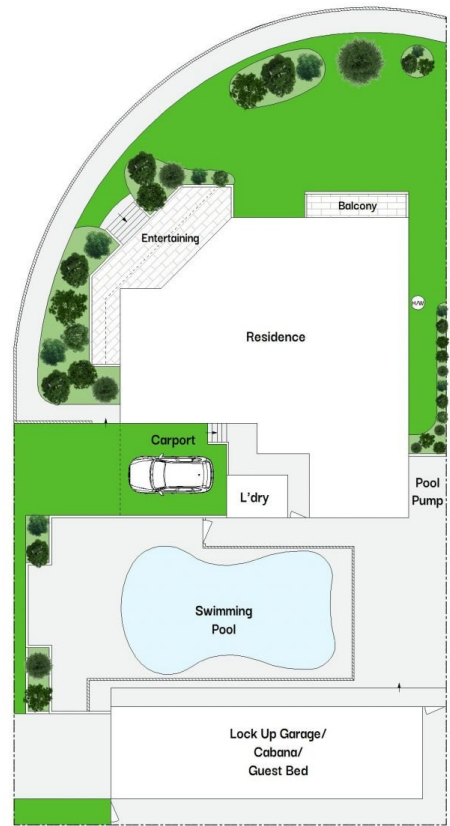 Balcony
Entertaining
H/W
Residence
Carport
L'dry
Pool
Pump
Swimming
Pool
Lock Up Garage/
Cabana/
Guest Bed